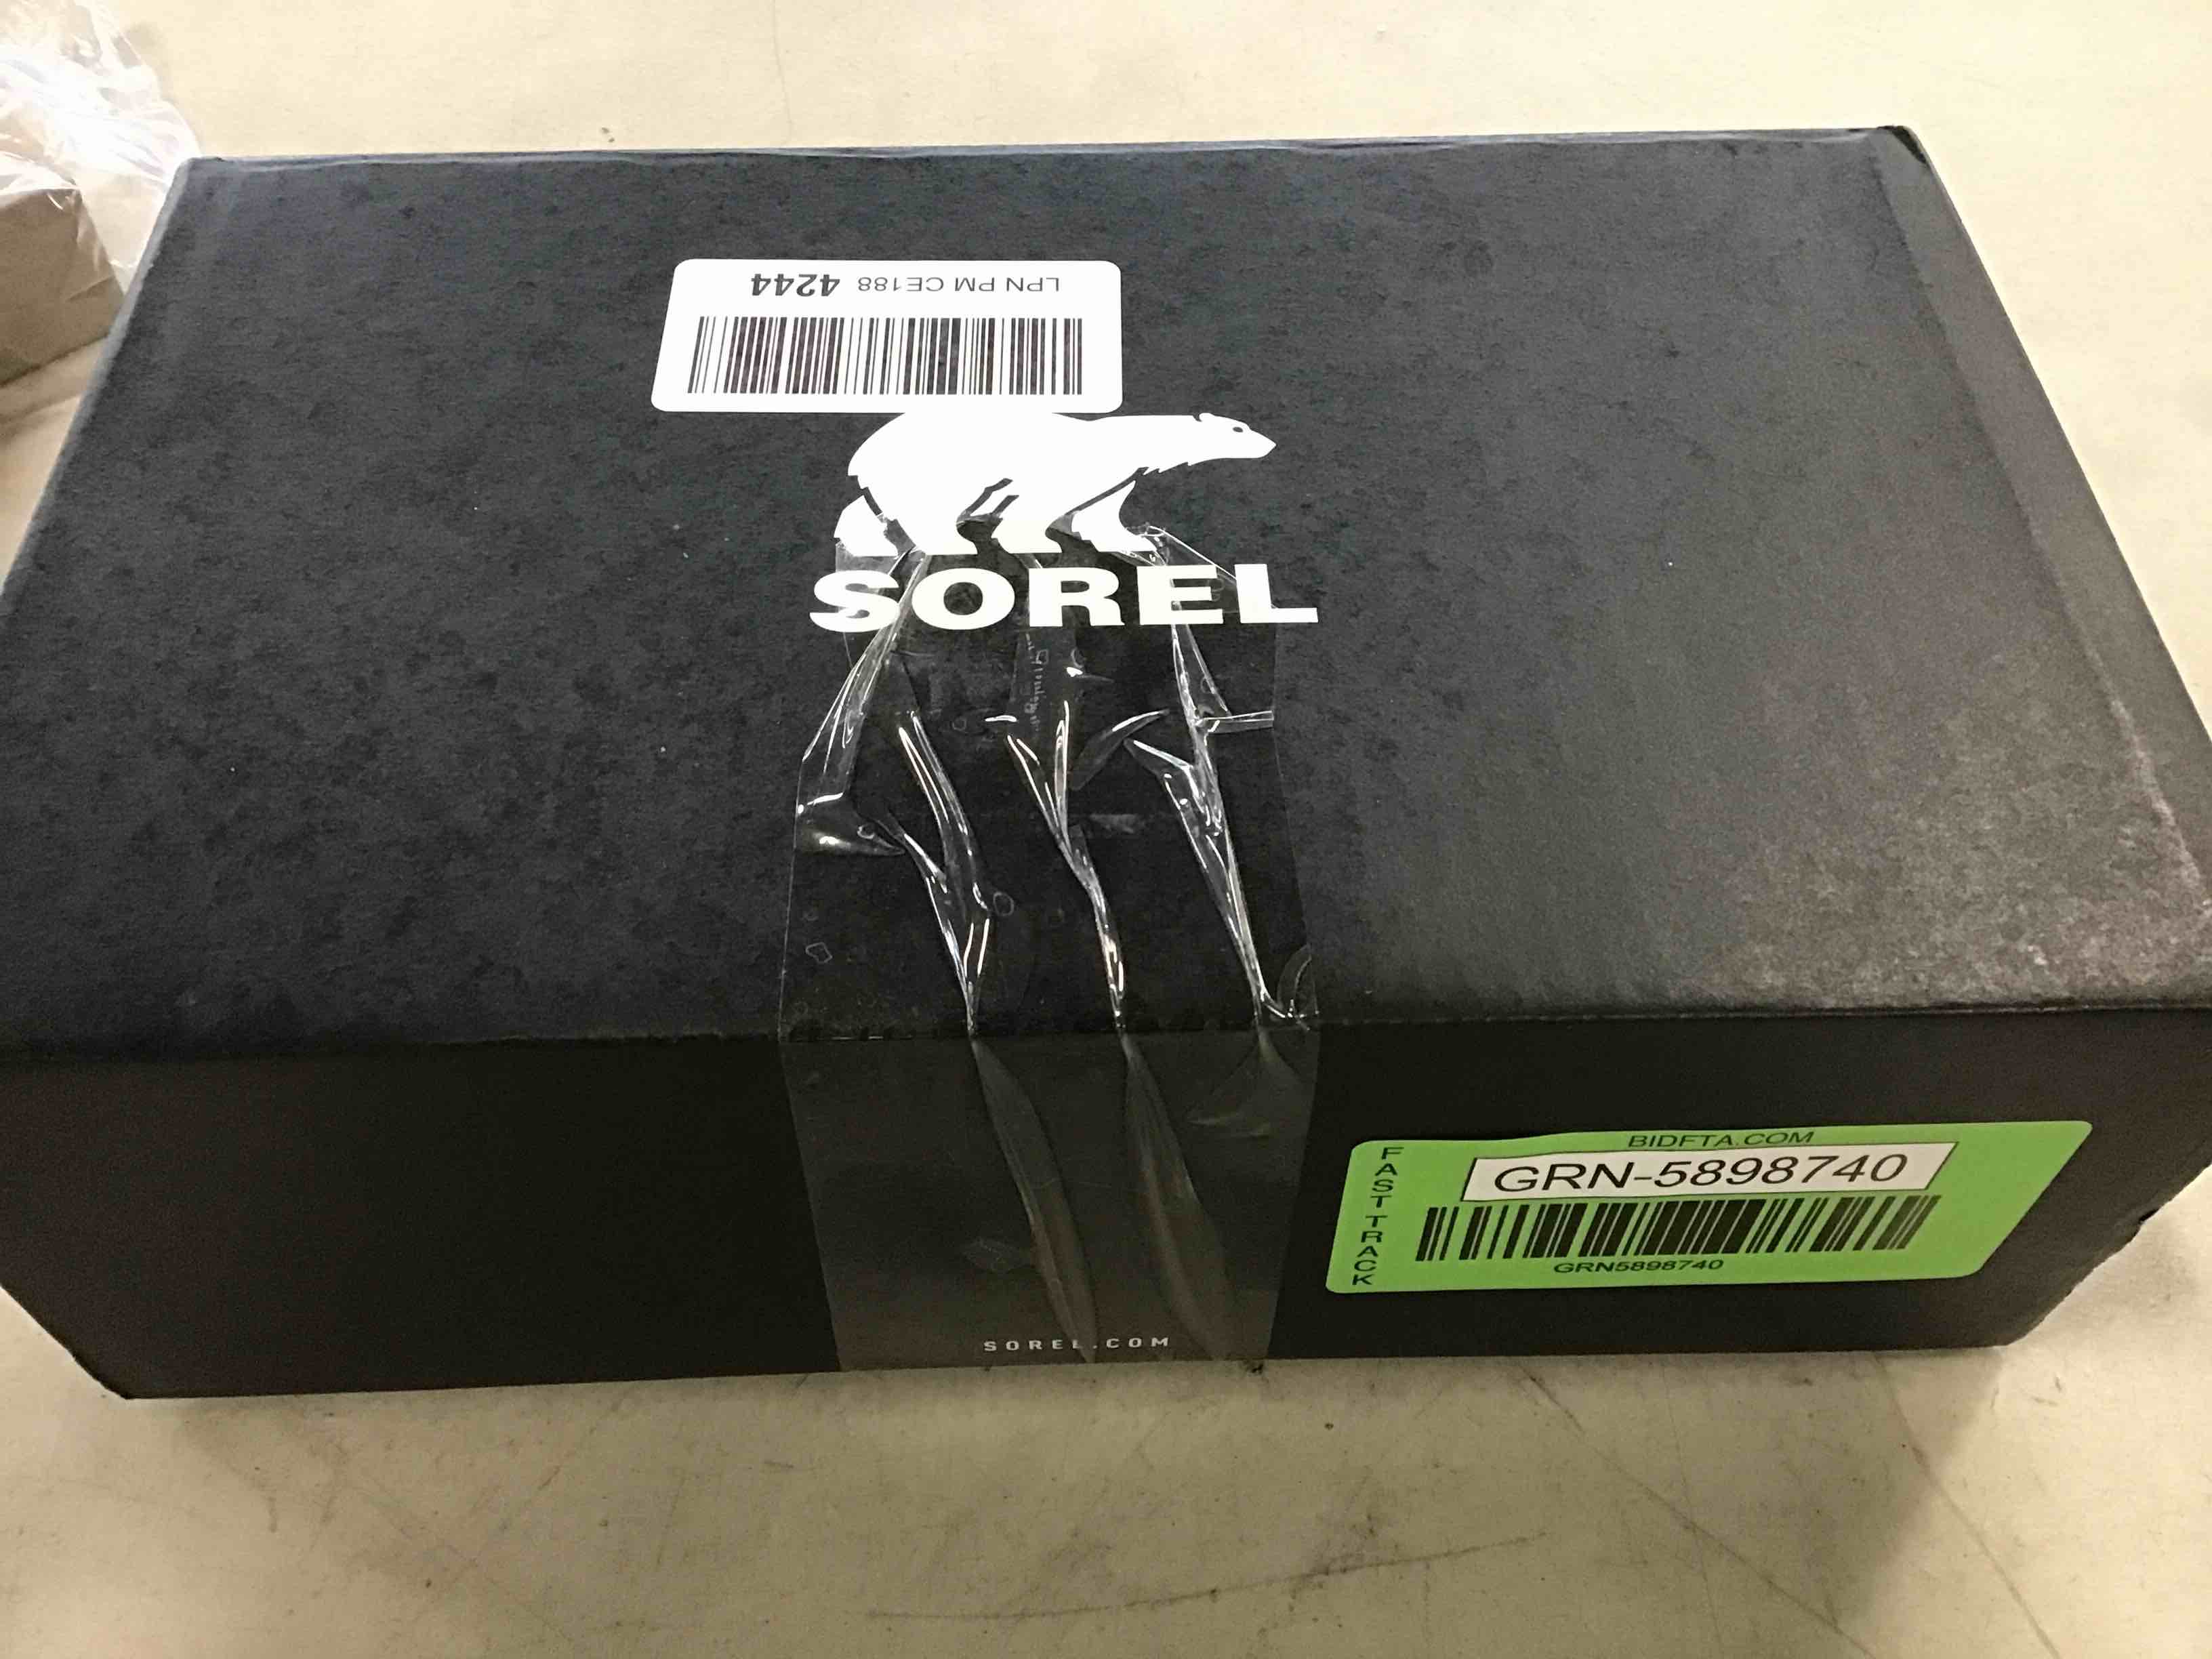 LPN PM CE188 4244
SOREL
BIDFTA.COM
FAST TRACK
GRN-5898740
GRN5898740
SOREL.COM